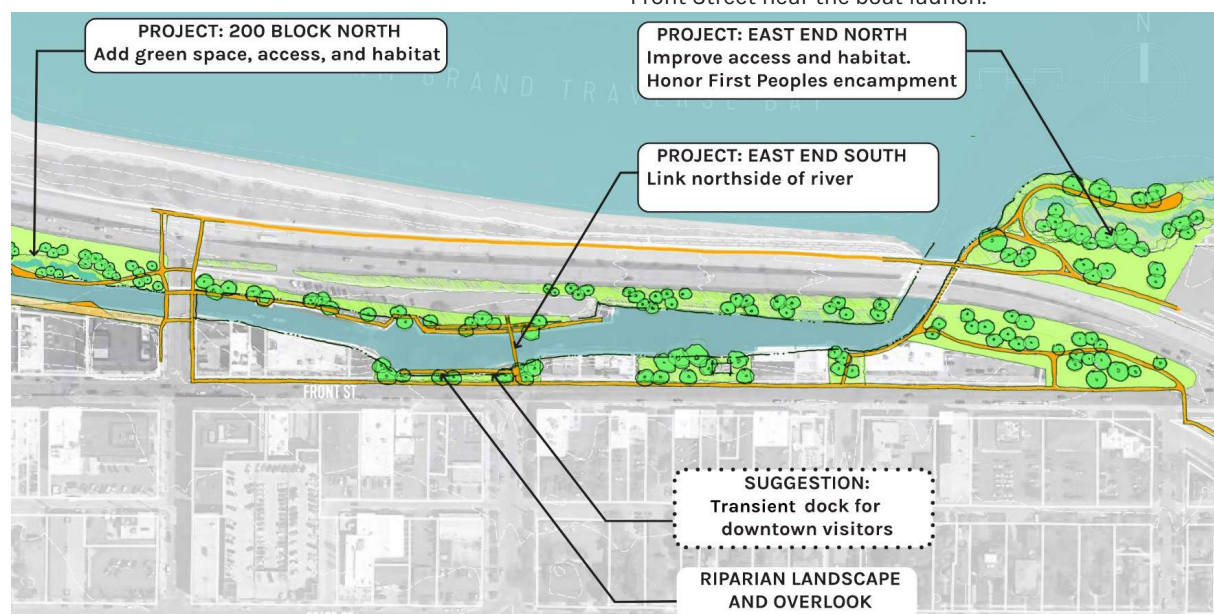 Front Street near the boat launch.
PROJECT: 200 BLOCK NORTH
Add green space, access, and habitat
PROJECT: EAST END NORTH
Improve access and habitat.
Honor First Peoples encampment
N
GRAND TRAVERSE BAY
PROJECT: EAST END SOUTH
Link northside of river
FRONT ST
SUGGESTION:
Transient dock for
downtown visitors
RIPARIAN LANDSCAPE
AND OVERLOOK